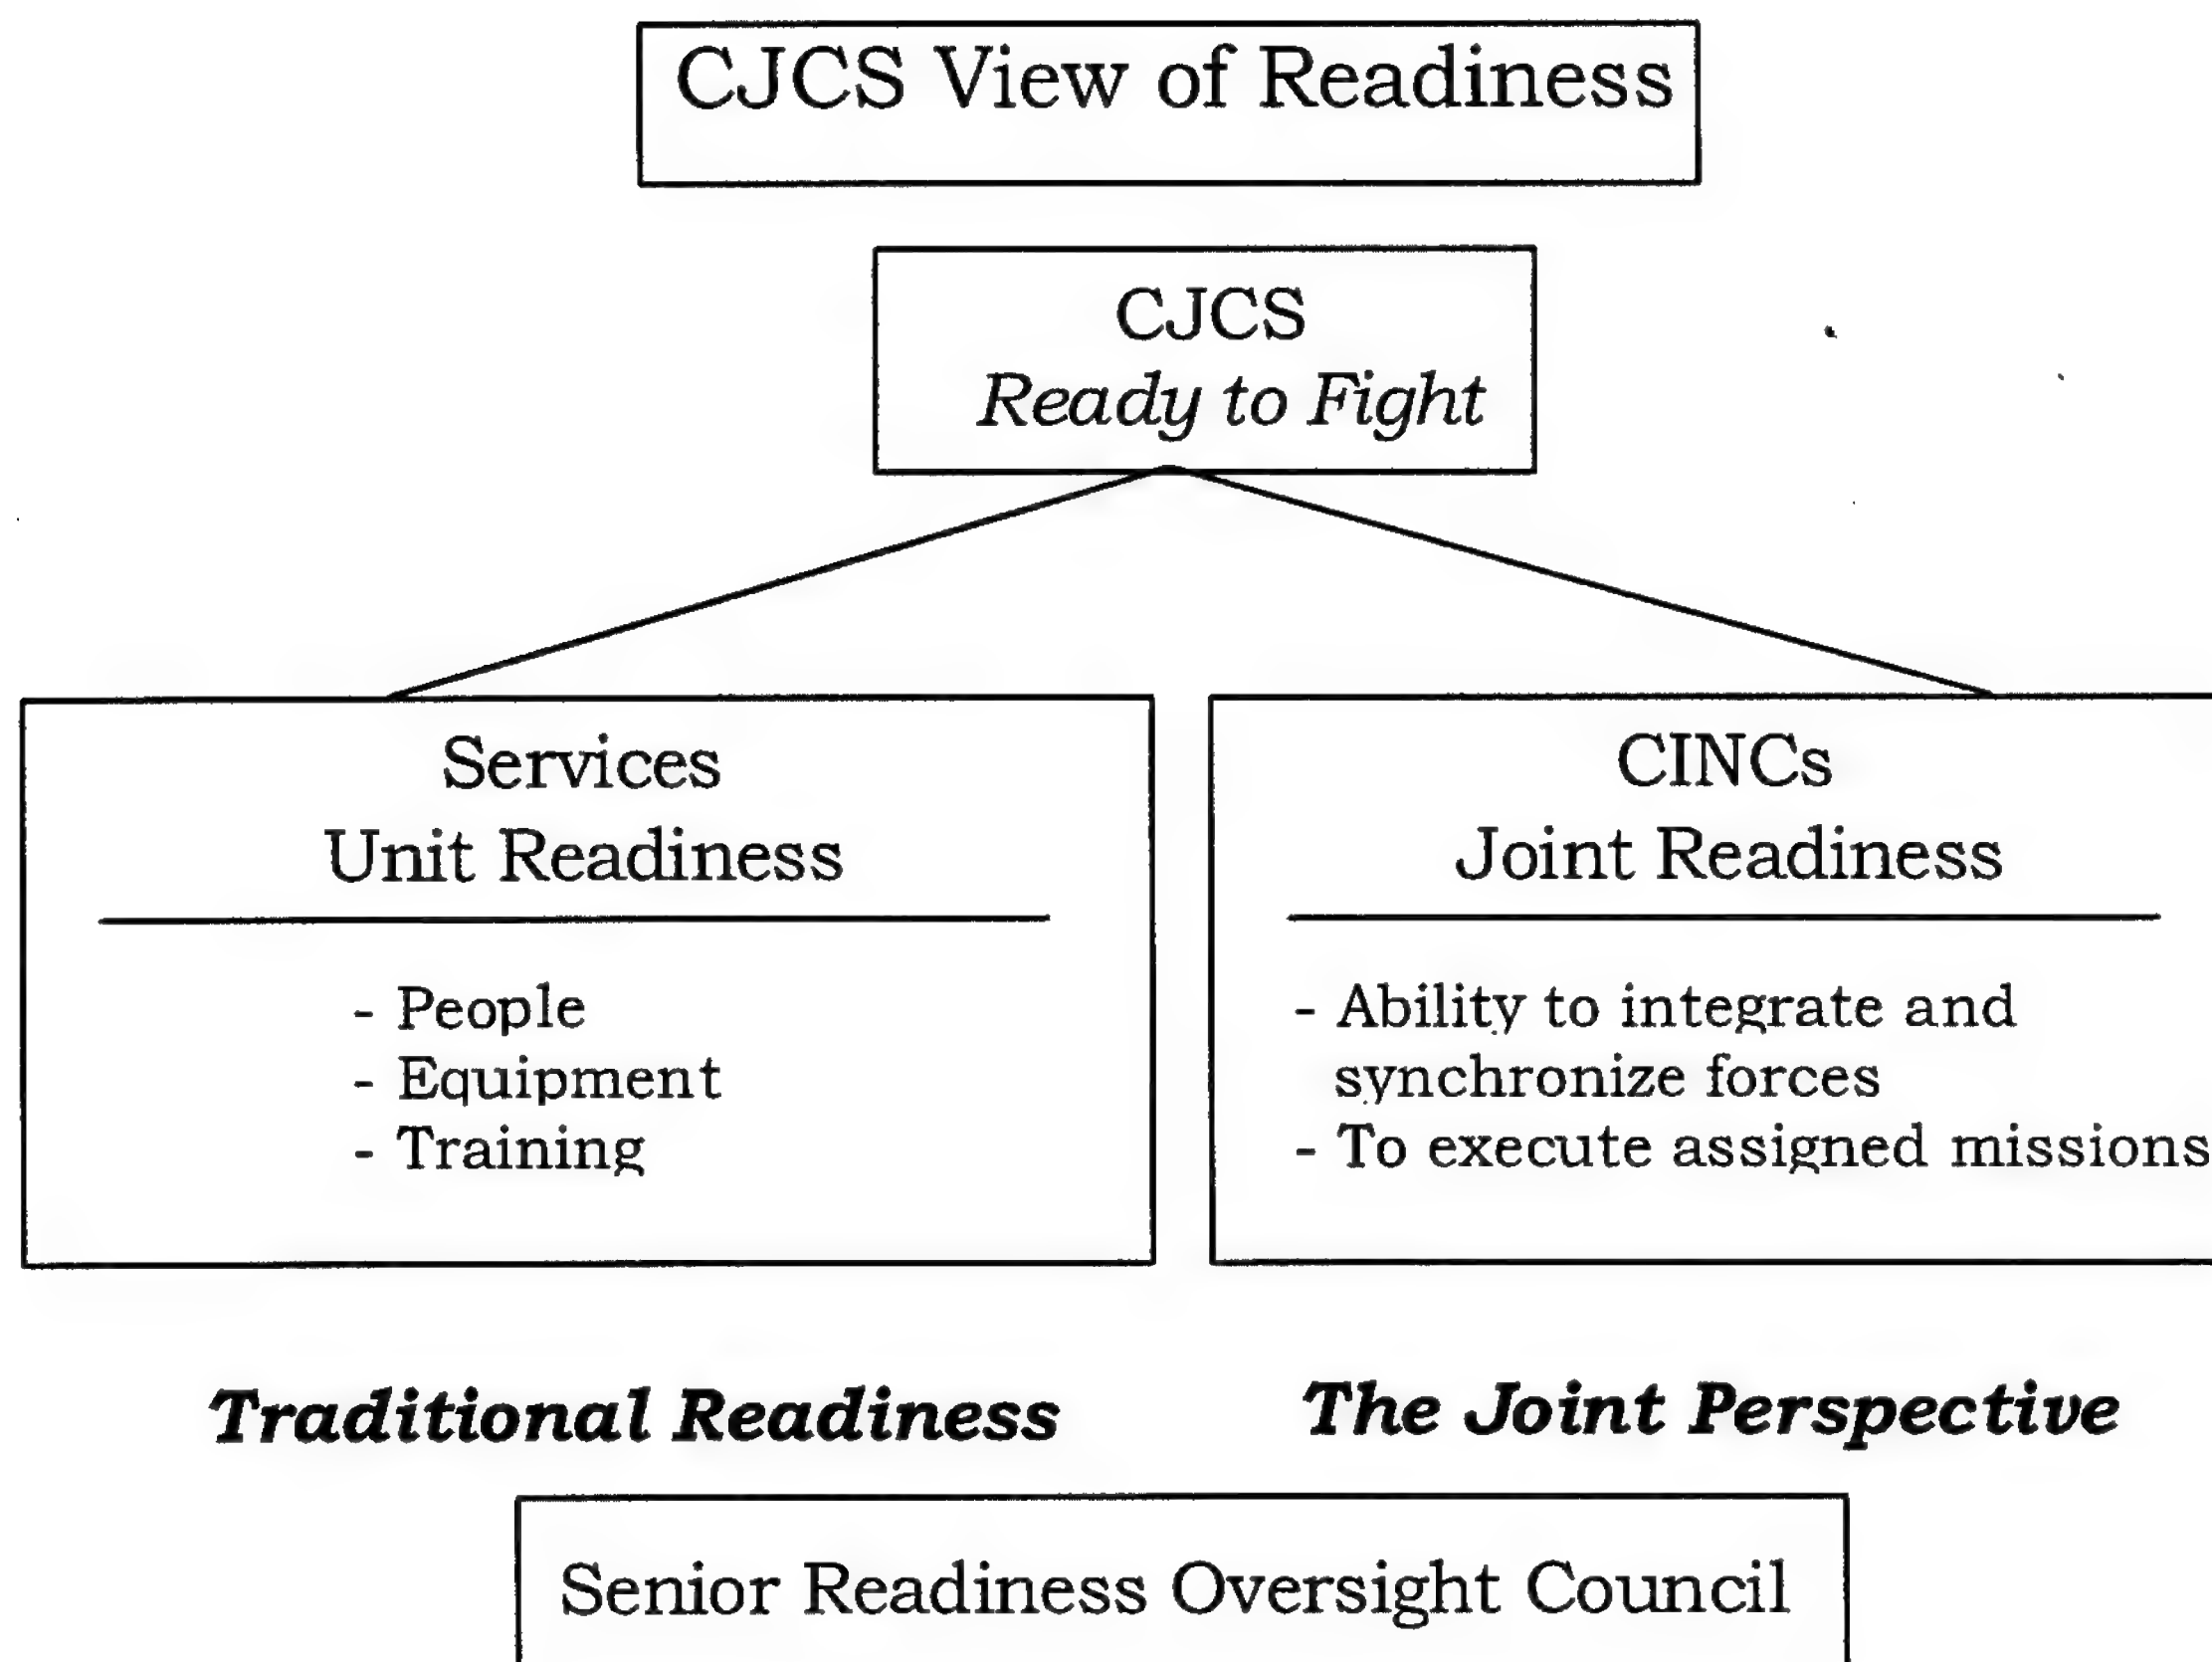 CJCS View of Readiness
CJCS
Ready to Fight
Services
Unit Readiness
- People
- Equipment
- Training
CINCs
Joint Readiness
- Ability to integrate and
synchronize forces
- To execute assigned missions
Traditional Readiness
The Joint Perspective
Senior Readiness Oversight Council